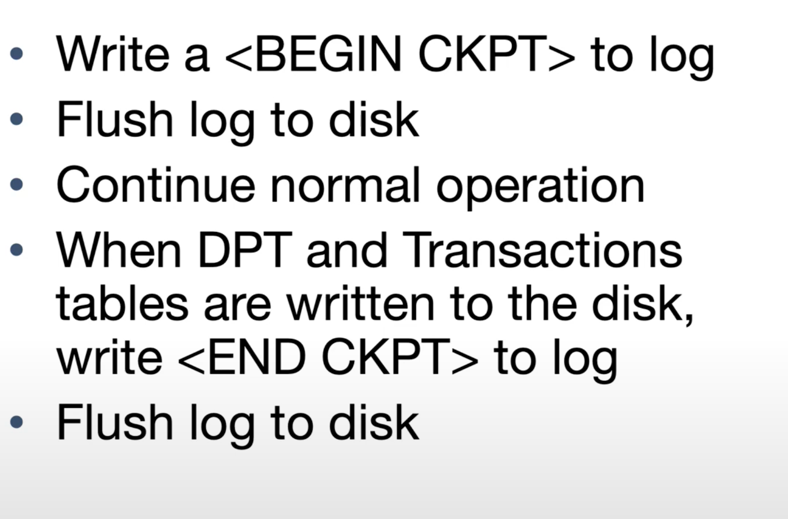 • Write a <BEGIN CKPT> to log
• Flush log to disk
• Continue normal operation
• When DPT and Transactions
tables are written to the disk,
write <END CKPT> to log
• Flush log to disk